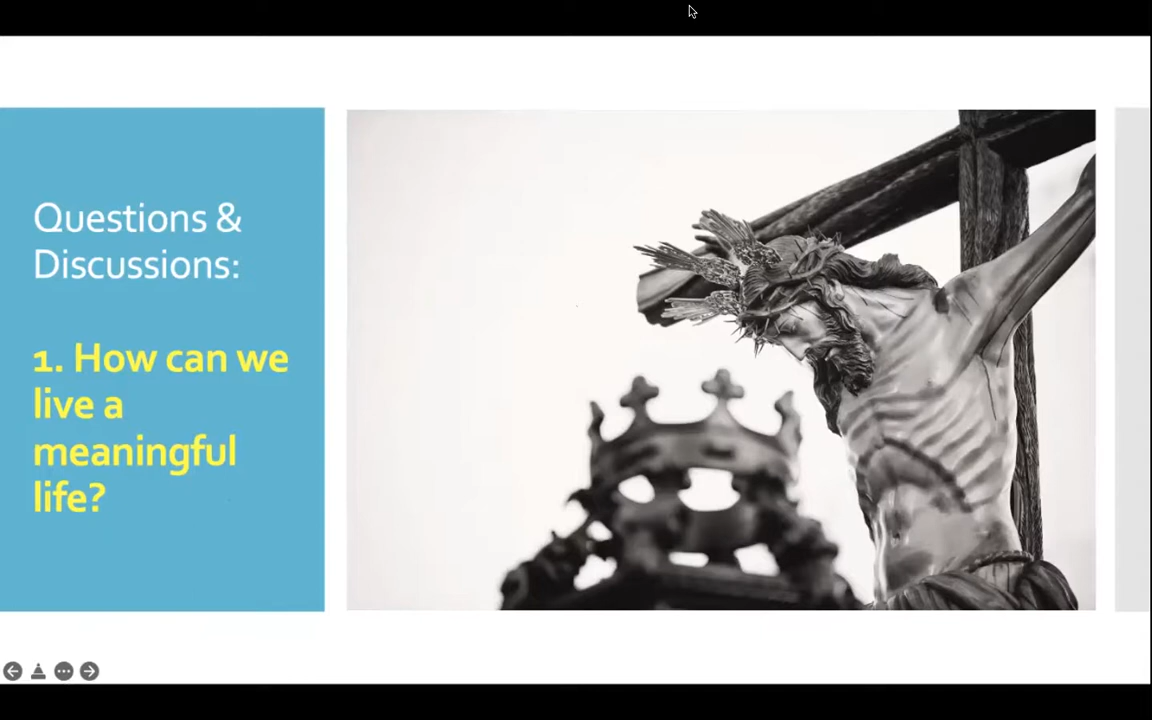 Questions &
Discussions:
1. How can we
live a
meaningful
life?